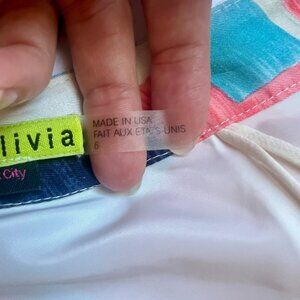 livia
City
MADE IN USA
FAIT AUX ETATS-UNIS
6